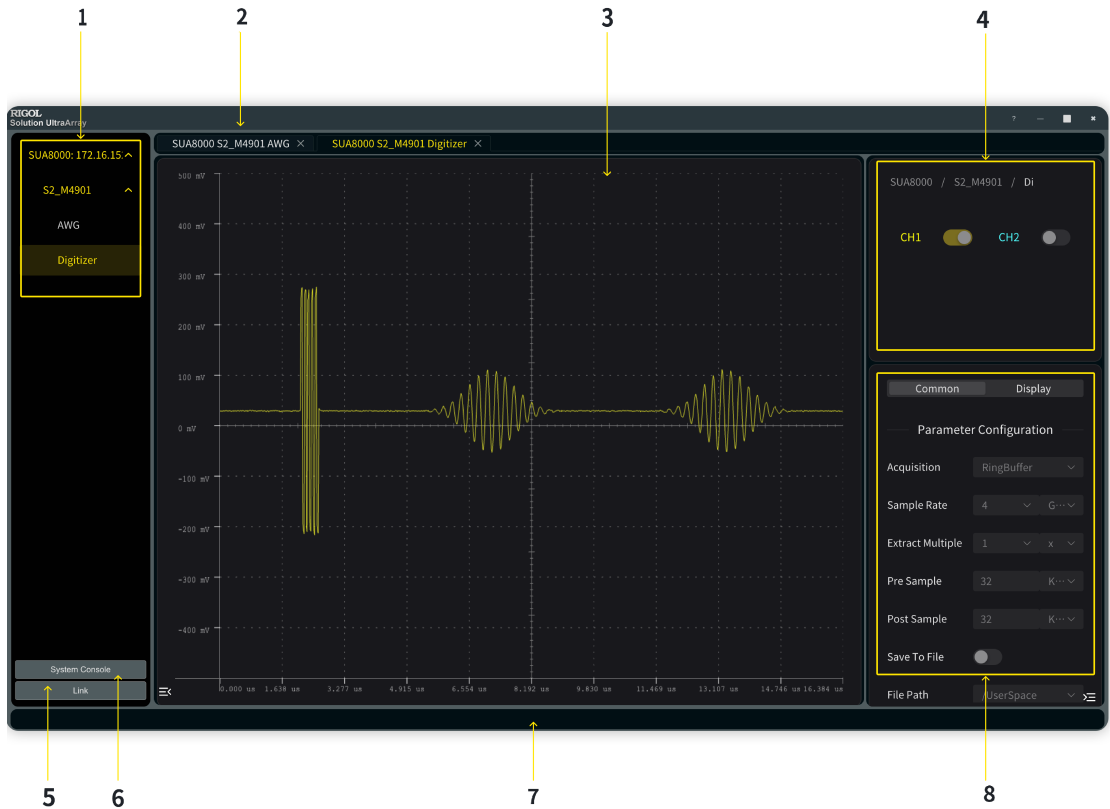 1
2
3
4
RIGOL
Solution UltraArray
?
SUA8000: 172.16.15:
S2_M4901
AWG
Digitizer
System Console
Link
SUA8000 S2_M4901 AWG ×
SUA8000 S2_M4901 Digitizer ×
500 mV
400 mV
300 mV
200 mV
100 mV
0 mV
-100 mV
-200 mV
-300 mV
-400 mV
0.000 us 1.638 us 3.277 us 4.915 us 6.554 us 8.192 us 9.830 us 11.469 us 13.107 us 14.746 us 16.384 us
SUA8000 / S2_M4901 / Di
CH1 CH2
Common Display
Parameter Configuration
Acquisition RingBuffer
Sample Rate 4 G···
Extract Multiple 1 x
Pre Sample 32 K···
Post Sample 32 K···
Save To File
File Path /UserSpace
5
6
7
8